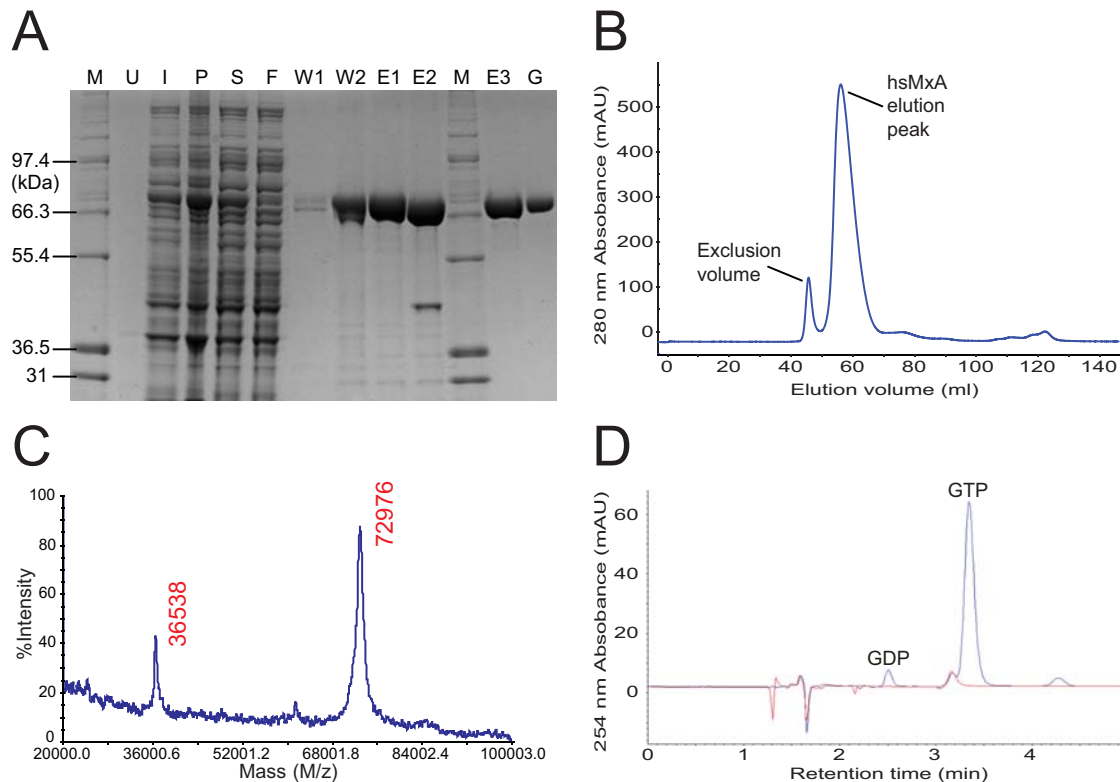 A
M U I P S F W1 W2 E1 E2 M E3 G
97.4
(kDa)
66.3
55.4
36.5
31
B
500
400
300
200
100
0
280 nm Absobance (mAU)
hsMxA
elution
peak
Exclusion
volume
0 20 40 60 80 100 120 140
Elution volume (ml)
C
100
80
60
40
20
0
%Intensity
36538
72976
20000.0 36000.6 52001.2 68001.8 84002.4 100003.0
Mass (M/z)
D
60
40
20
0
254 nm Absobance (mAU)
GDP
GTP
0 1 2 3 4
Retention time (min)